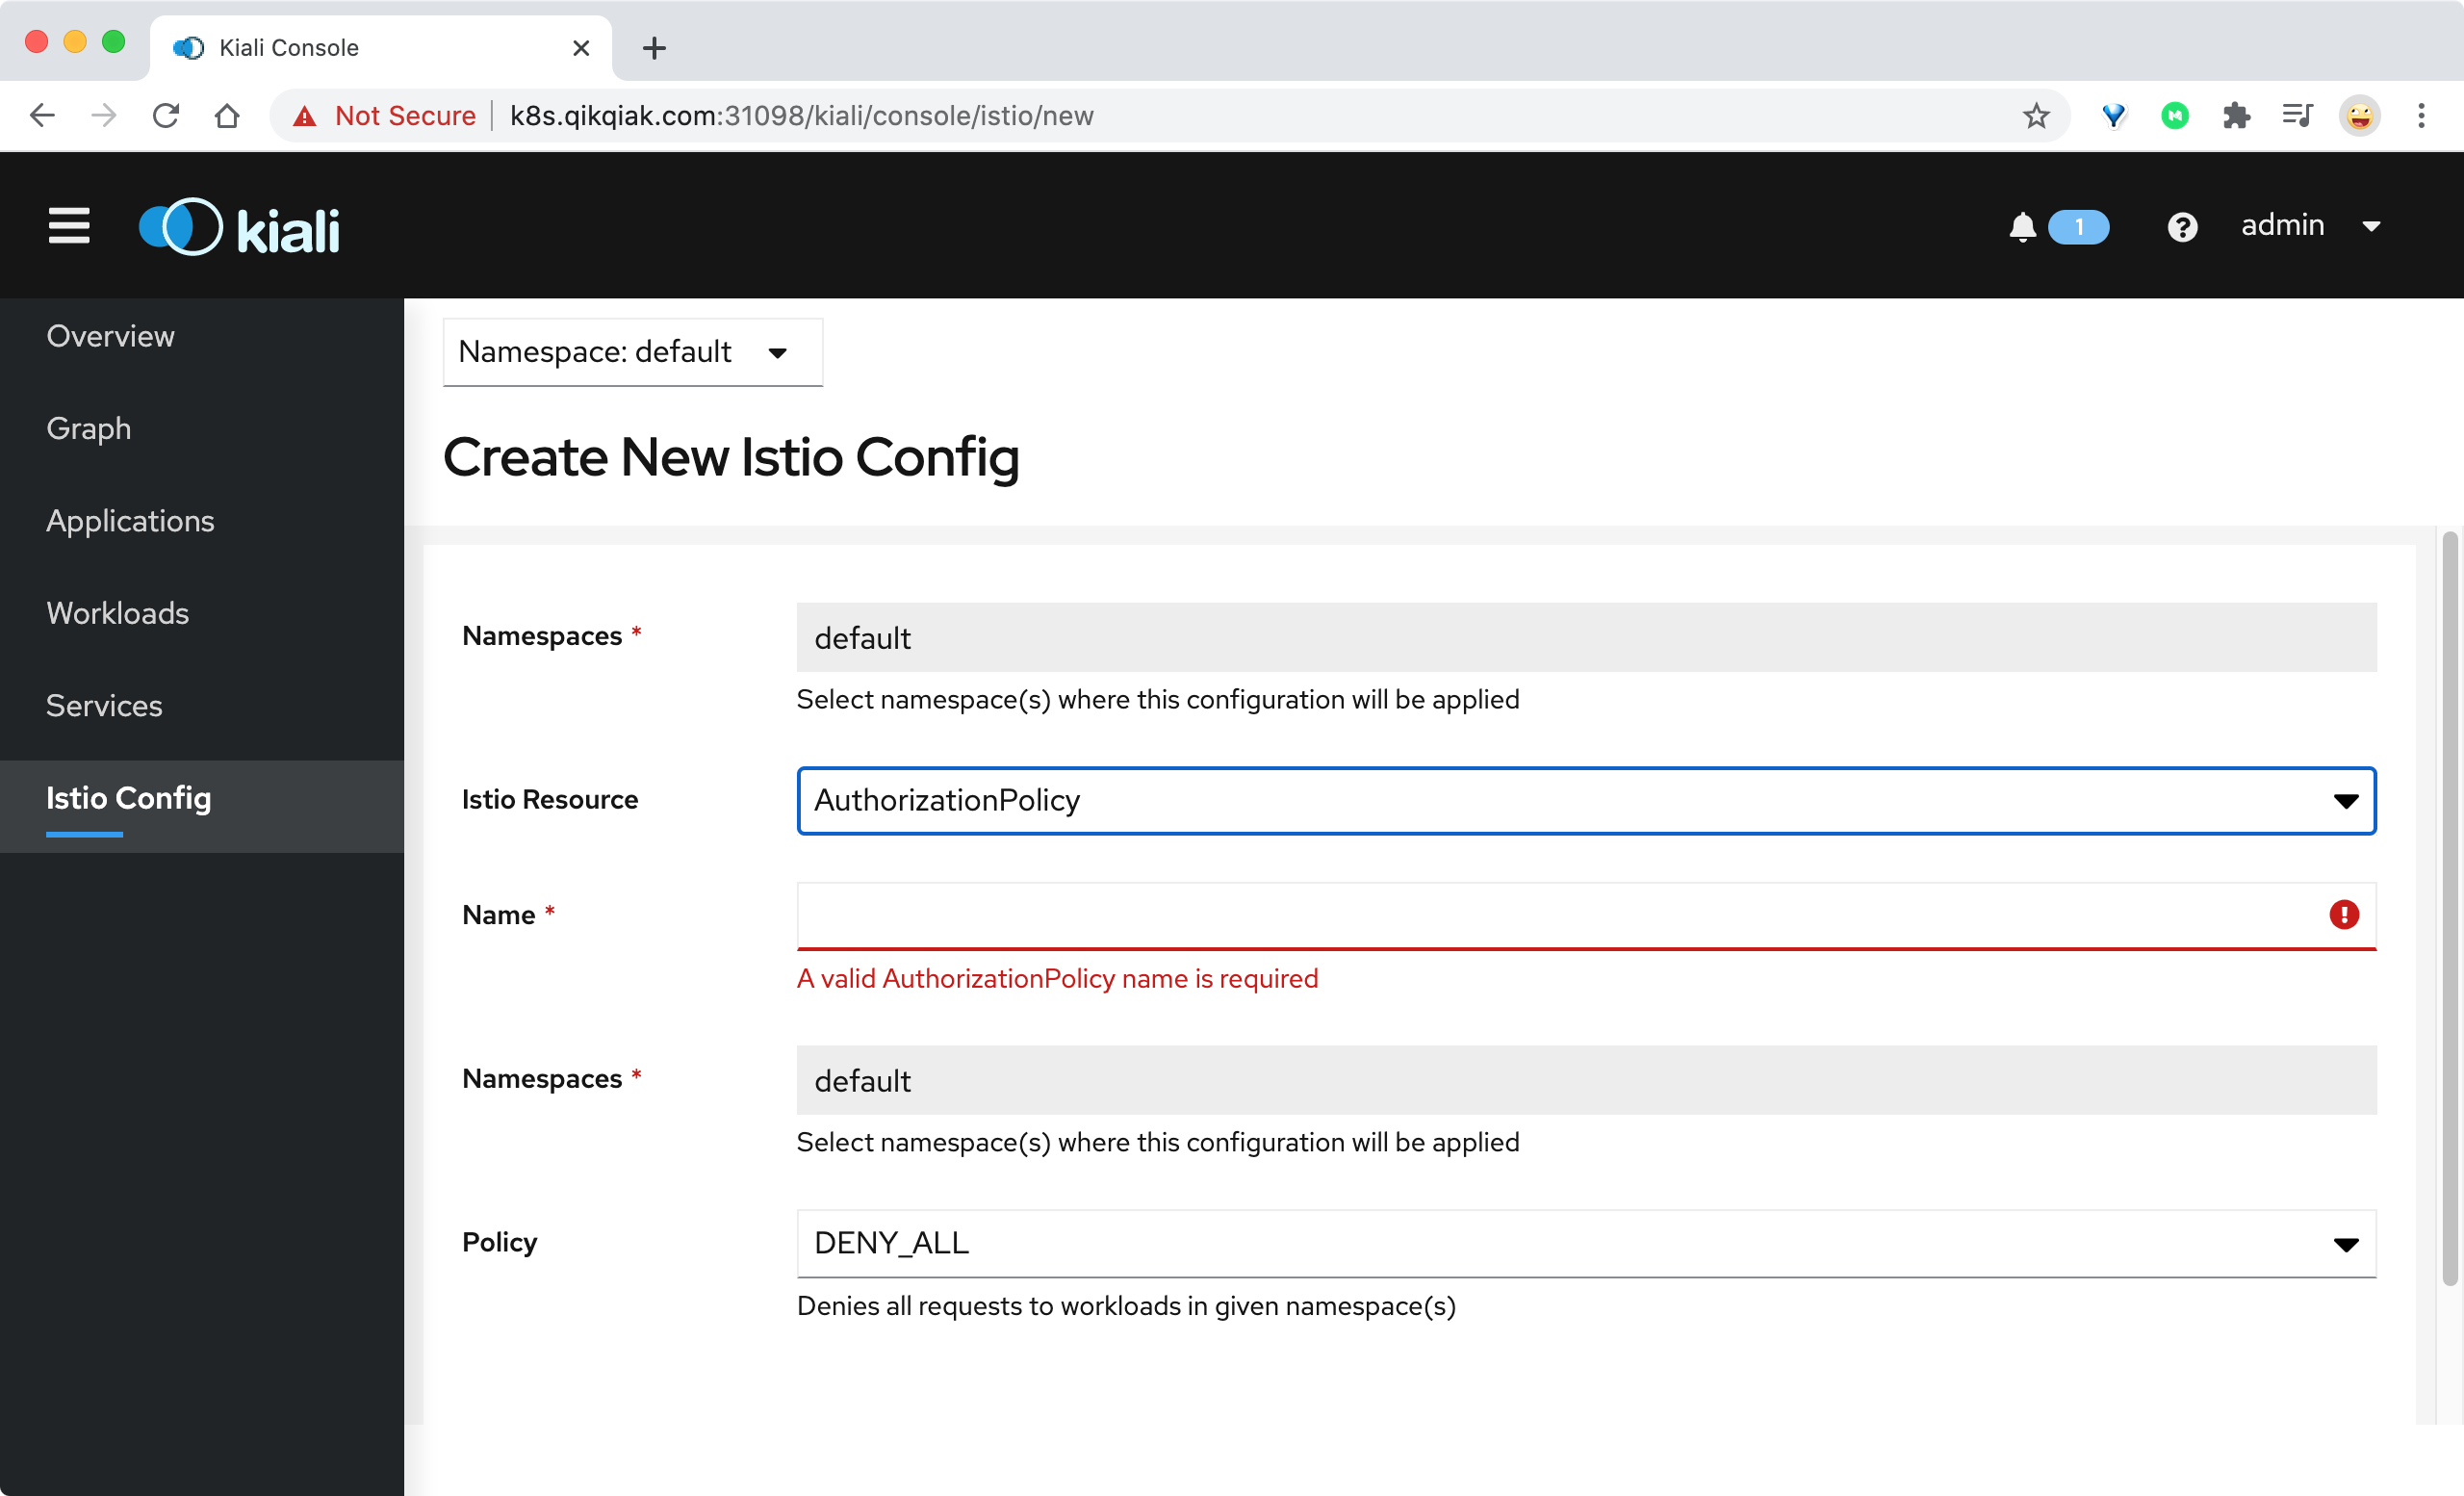 Kiali Console
Not Secure k8s.qikqiak.com:31098/kiali/console/istio/new
kiali
1
admin
Overview
Graph
Applications
Workloads
Services
Istio Config
Namespace: default
Create New Istio Config
Namespaces *
default
Select namespace(s) where this configuration will be applied
Istio Resource
AuthorizationPolicy
Name *
A valid AuthorizationPolicy name is required
Namespaces *
default
Select namespace(s) where this configuration will be applied
Policy
DENY_ALL
Denies all requests to workloads in given namespace(s)